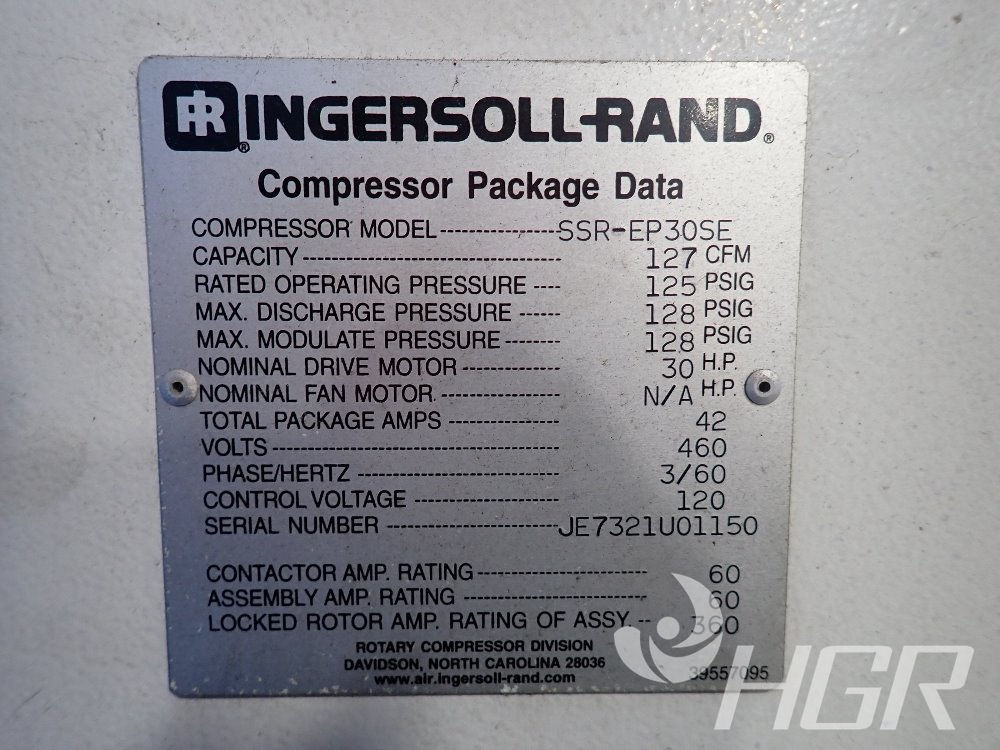 IR INGERSOLL-RAND®
Compressor Package Data
COMPRESSOR MODEL---------------SSR-EP30SE
CAPACITY------------------------------------ 127 CFM
RATED OPERATING PRESSURE ---- 125 PSIG
MAX. DISCHARGE PRESSURE ------ 128 PSIG
MAX. MODULATE PRESSURE-------- 128 PSIG
NOMINAL DRIVE MOTOR -------------- 30 H.P.
NOMINAL FAN MOTOR.---------------- N/A H.P.
TOTAL PACKAGE AMPS --------------- 42
VOLTS--------------------------------------- 460
PHASE/HERTZ ---------------------------- 3/60
CONTROL VOLTAGE -------------------- 120
SERIAL NUMBER ------------------------JE7321U01150
CONTACTOR AMP. RATING------------------------ 60
ASSEMBLY AMP. RATING -------------------------- 60
LOCKED ROTOR AMP. RATING OF ASSY. -- 360
ROTARY COMPRESSOR DIVISION
DAVIDSON, NORTH CAROLINA 28036
www.air.ingersoll-rand.com 39557095
HGR